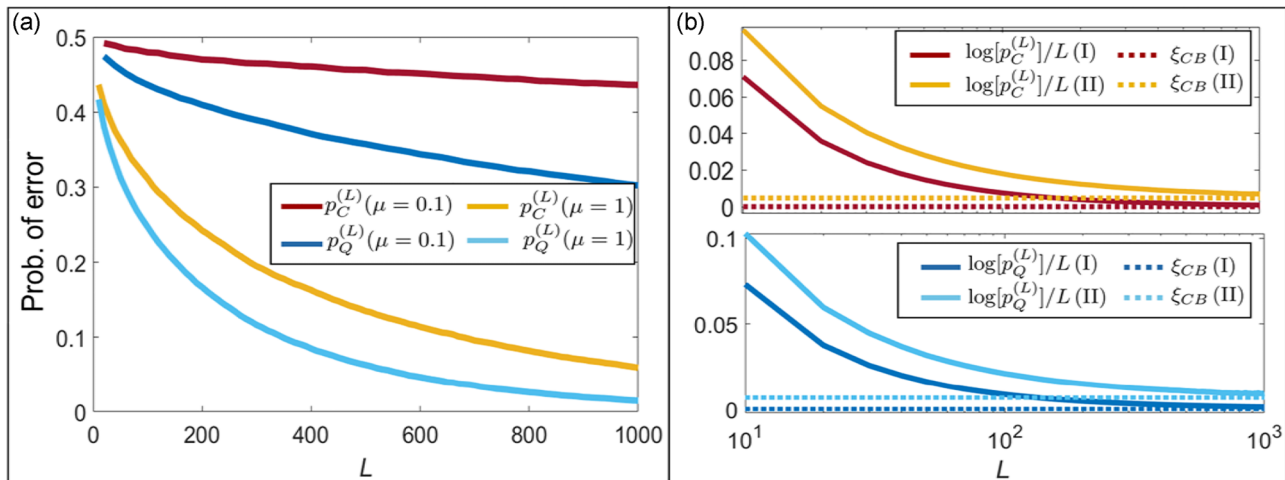 (a)
0.5
0.4
0.3
0.2
0.1
0
Prob. of error
p_C^{(L)}(μ = 0.1) p_C^{(L)}(μ = 1)
p_Q^{(L)}(μ = 0.1) p_Q^{(L)}(μ = 1)
0 200 400 600 800 1000
L
(b)
0.08
0.06
0.04
0.02
0
log[p_C^{(L)}]/L (I) ξ_{CB} (I)
log[p_C^{(L)}]/L (II) ξ_{CB} (II)
0.1
0.05
0
log[p_Q^{(L)}]/L (I) ξ_{CB} (I)
log[p_Q^{(L)}]/L (II) ξ_{CB} (II)
10^1 10^2 10^3
L